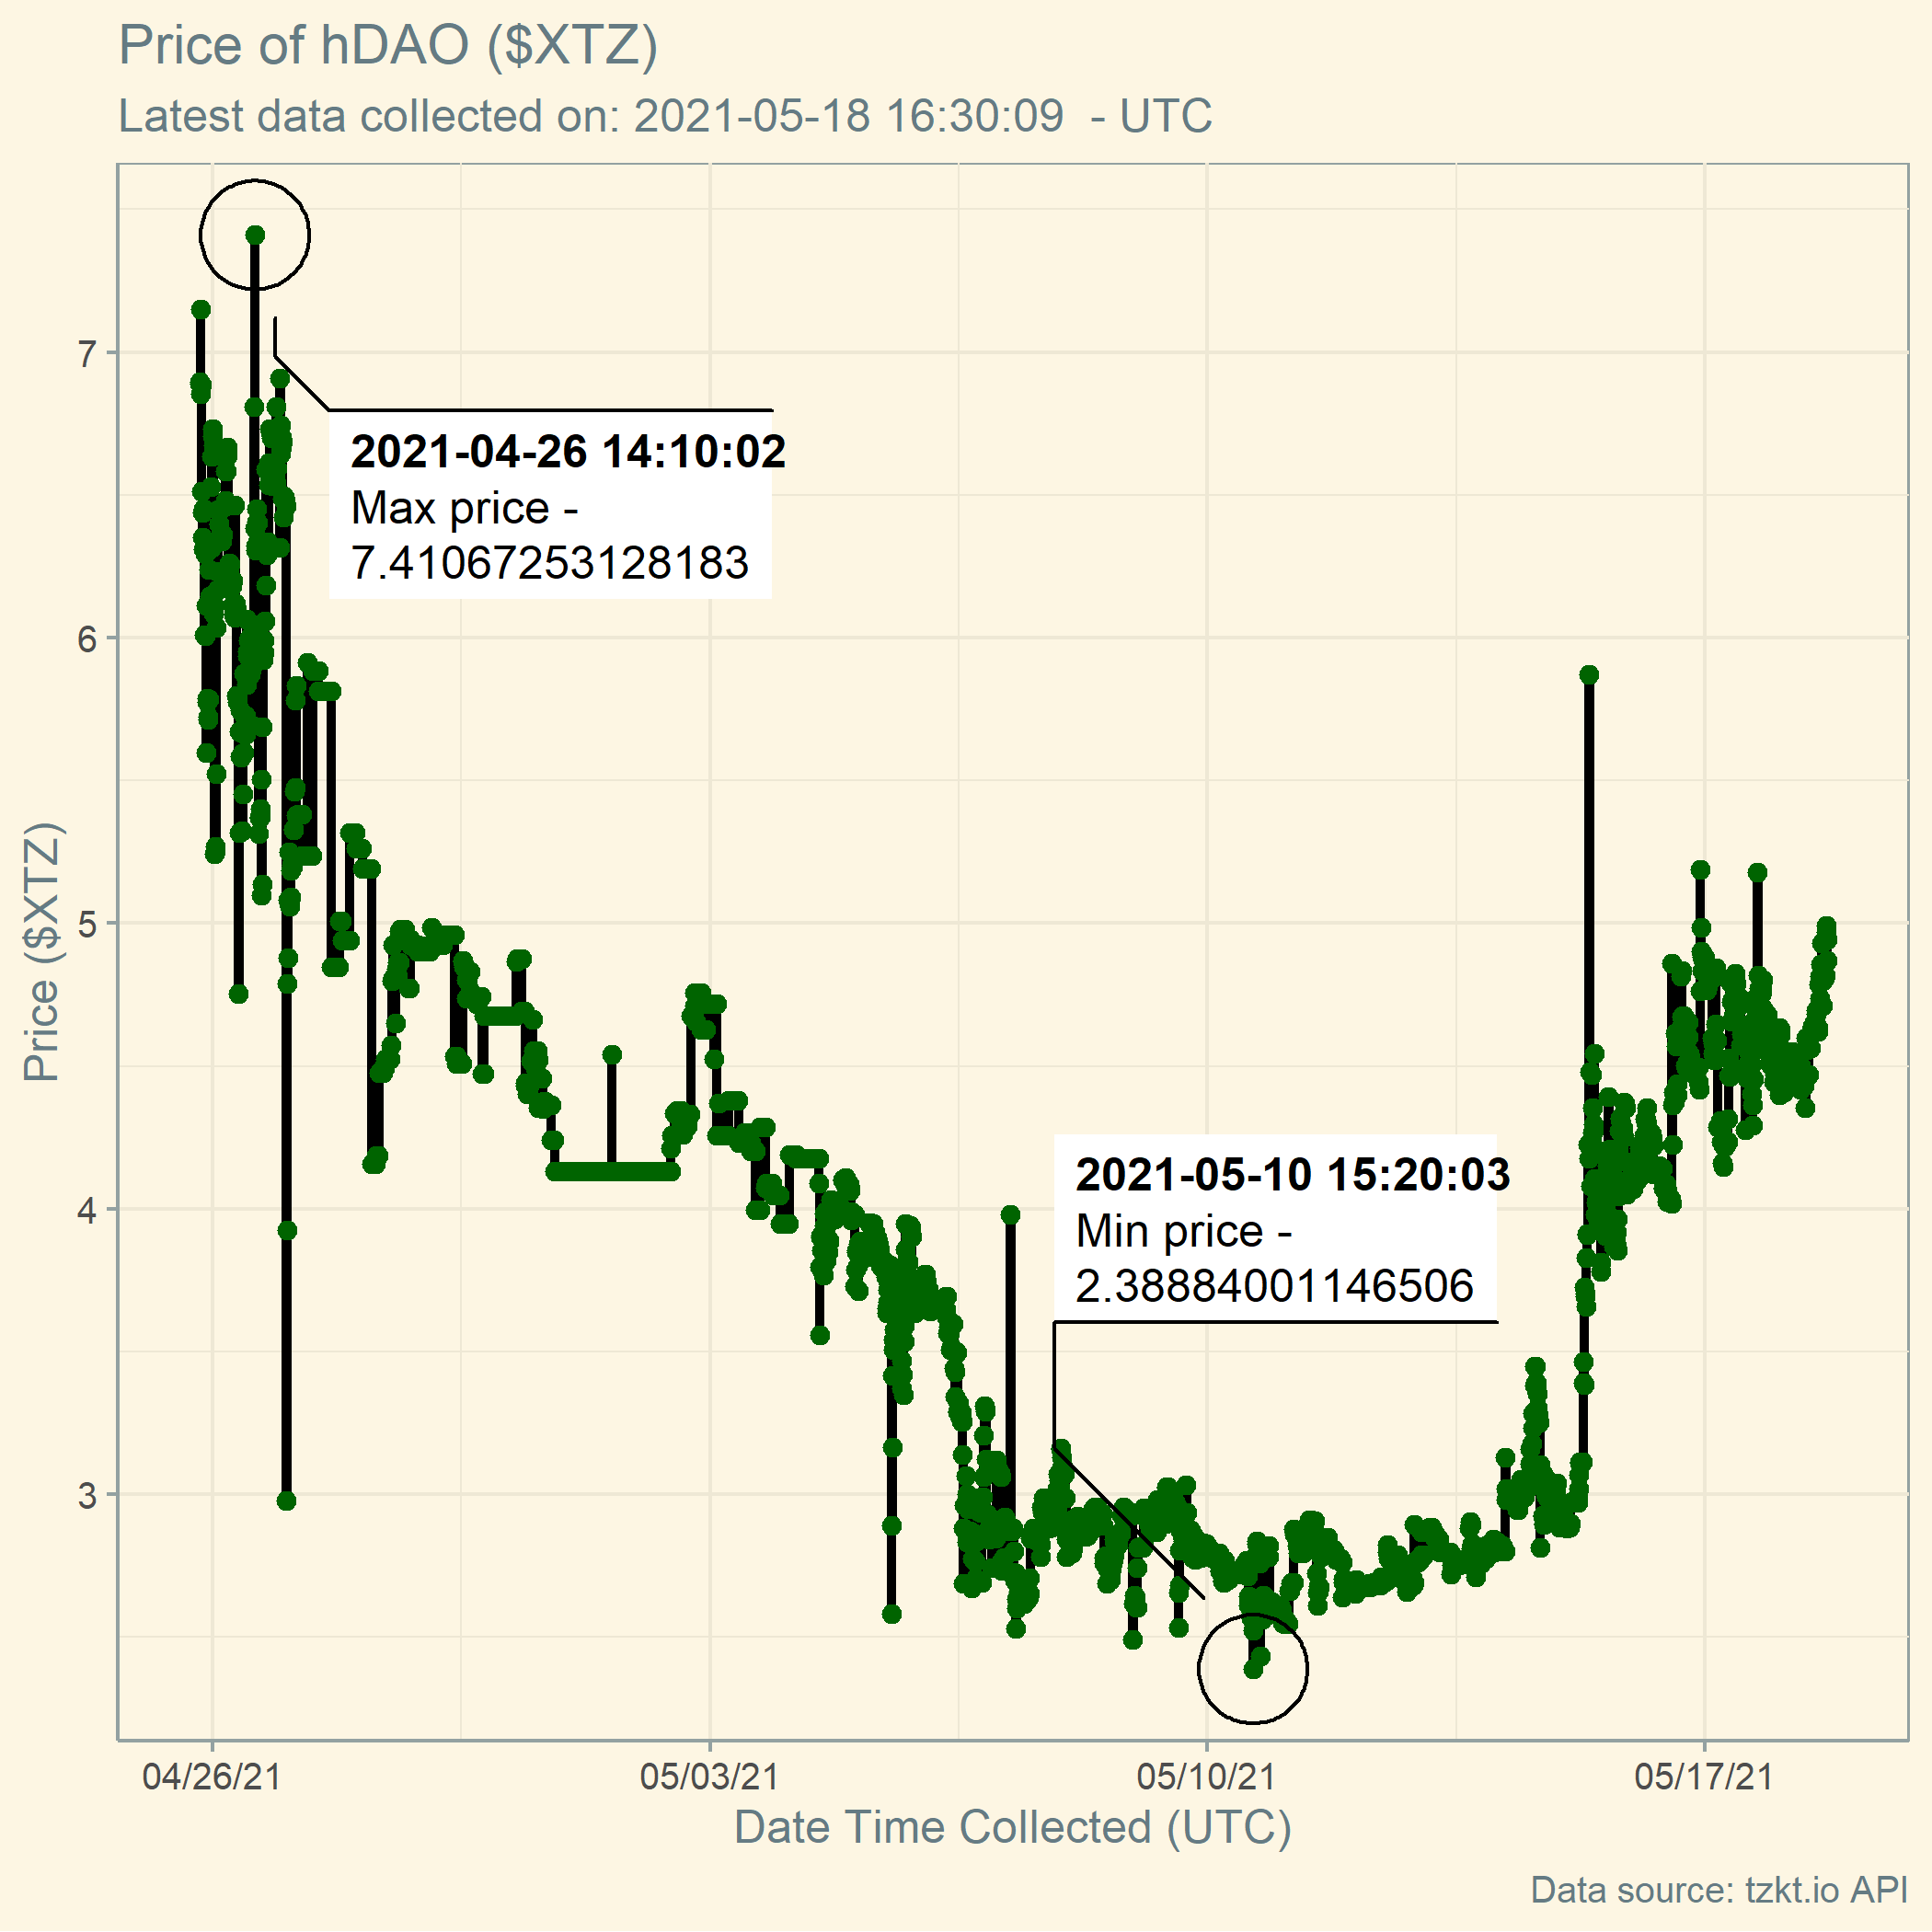 Price of hDAO ($XTZ)
Latest data collected on: 2021-05-18 16:30:09  - UTC
2021-04-26 14:10:02
Max price -
7.41067253128183
2021-05-10 15:20:03
Min price -
2.38884001146506
Price ($XTZ)
7
6
5
4
3
04/26/21
05/03/21
05/10/21
05/17/21
Date Time Collected (UTC)
Data source: tzkt.io API